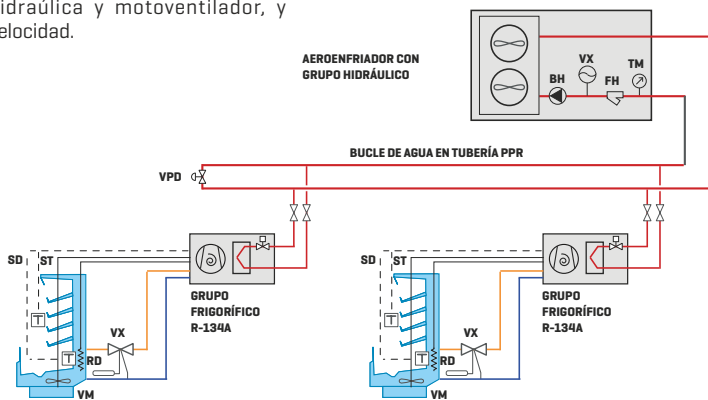 idraúlica y motoventilador, y
elocidad.
AEROENFRIADOR CON
GRUPO HIDRÁULICO
VX
TM
BH
FH
BUCLE DE AGUA EN TUBERÍA PPR
VPD
SD
ST
T
T
RD
VX
VM
GRUPO
FRIGORÍFICO
R-134A
SD
ST
T
T
RD
VX
VM
GRUPO
FRIGORÍFICO
R-134A